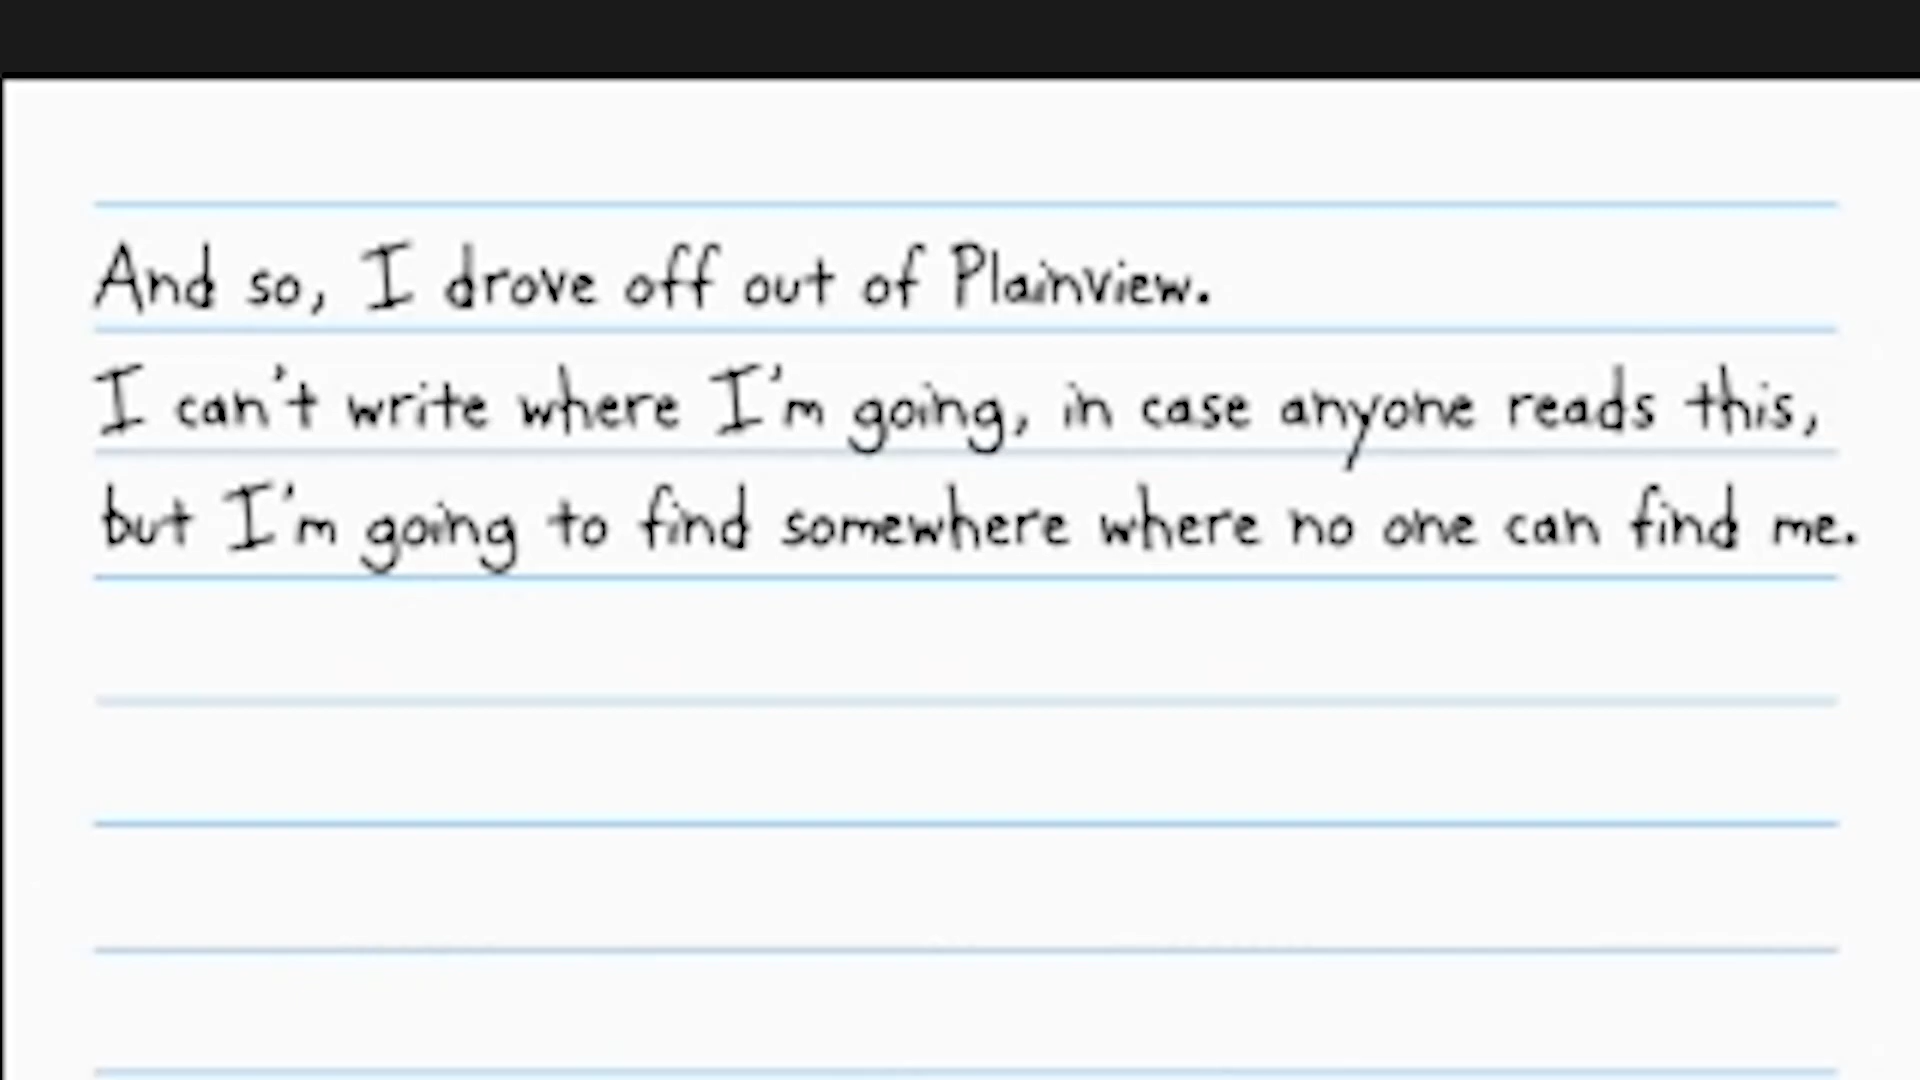 And so, I drove off out of Plainview.
I can't write where I'm going, in case anyone reads this,
but I'm going to find somewhere where no one can find me.